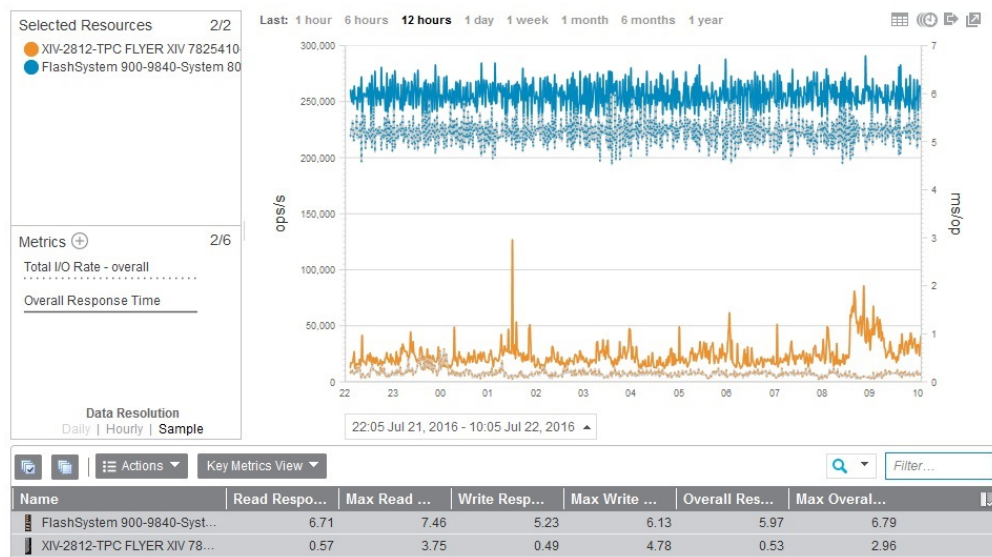 Selected Resources 2/2
XIV-2812-TPC FLYER XIV 7825410-
FlashSystem 900-9840-System 80
Metrics 2/6
Total I/O Rate - overall
Overall Response Time
Data Resolution
Daily | Hourly | Sample
Last: 1 hour 6 hours 12 hours 1 day 1 week 1 month 6 months 1 year
300,000
250,000
200,000
150,000
100,000
50,000
0
ops/s
7
6
5
4
3
2
1
0
ms/op
22 23 00 01 02 03 04 05 06 07 08 09 10
22:05 Jul 21, 2016 - 10:05 Jul 22, 2016
Actions Key Metrics View Filter...
Name Read Respo... Max Read ... Write Resp... Max Write ... Overall Res... Max Overal...
FlashSystem 900-9840-Syst... 6.71 7.46 5.23 6.13 5.97 6.79
XIV-2812-TPC FLYER XIV 78... 0.57 3.75 0.49 4.78 0.53 2.96